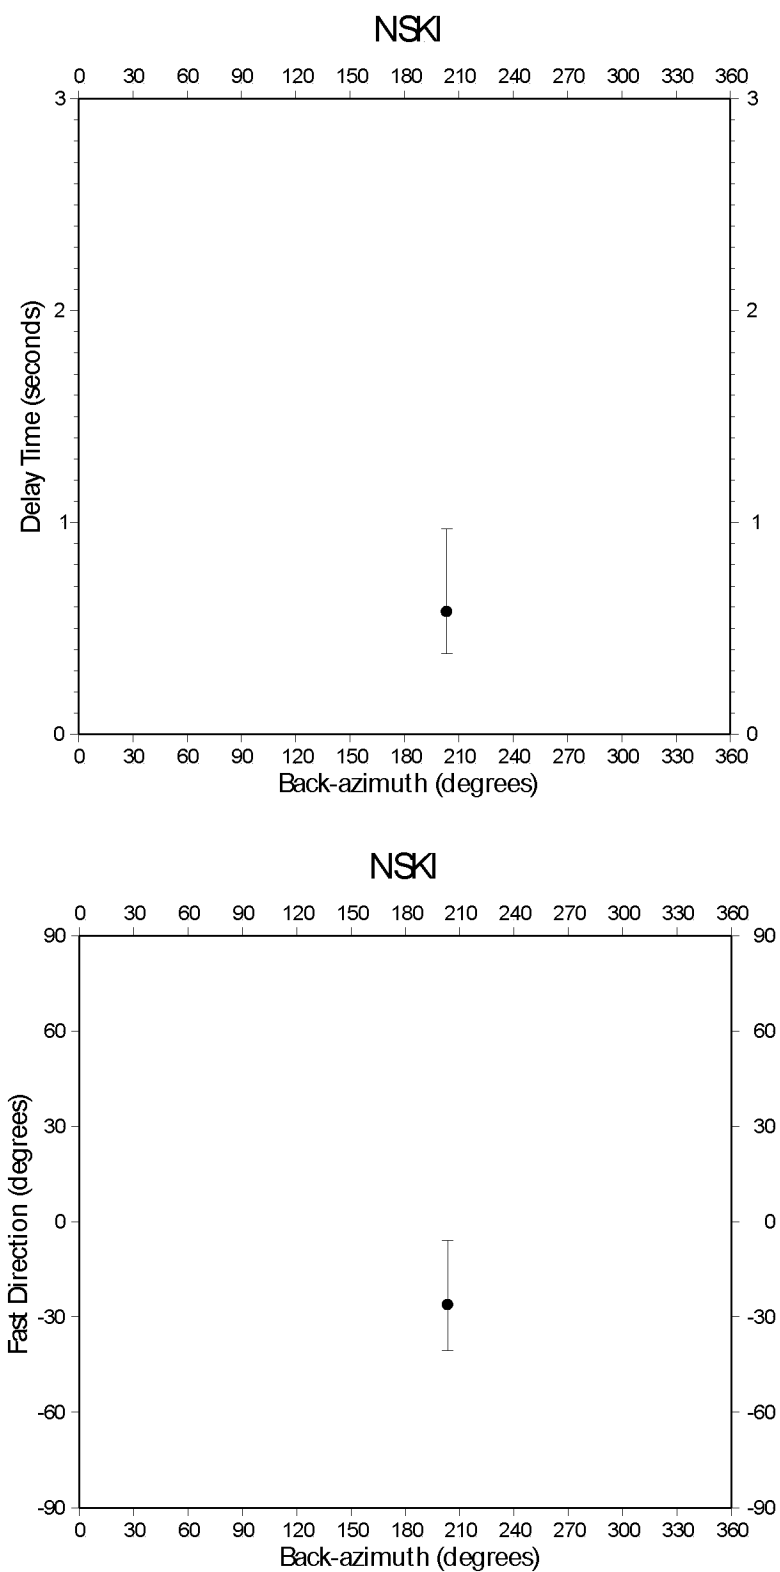 NSKI
0 30 60 90 120 150 180 210 240 270 300 330 360
3 3
2 2
Delay Time (seconds)
1 1
0 0
0 30 60 90 120 150 180 210 240 270 300 330 360
Back-azimuth (degrees)
NSKI
0 30 60 90 120 150 180 210 240 270 300 330 360
90 90
60 60
30 30
0 0
Fast Direction (degrees)
-30 -30
-60 -60
-90 -90
0 30 60 90 120 150 180 210 240 270 300 330 360
Back-azimuth (degrees)